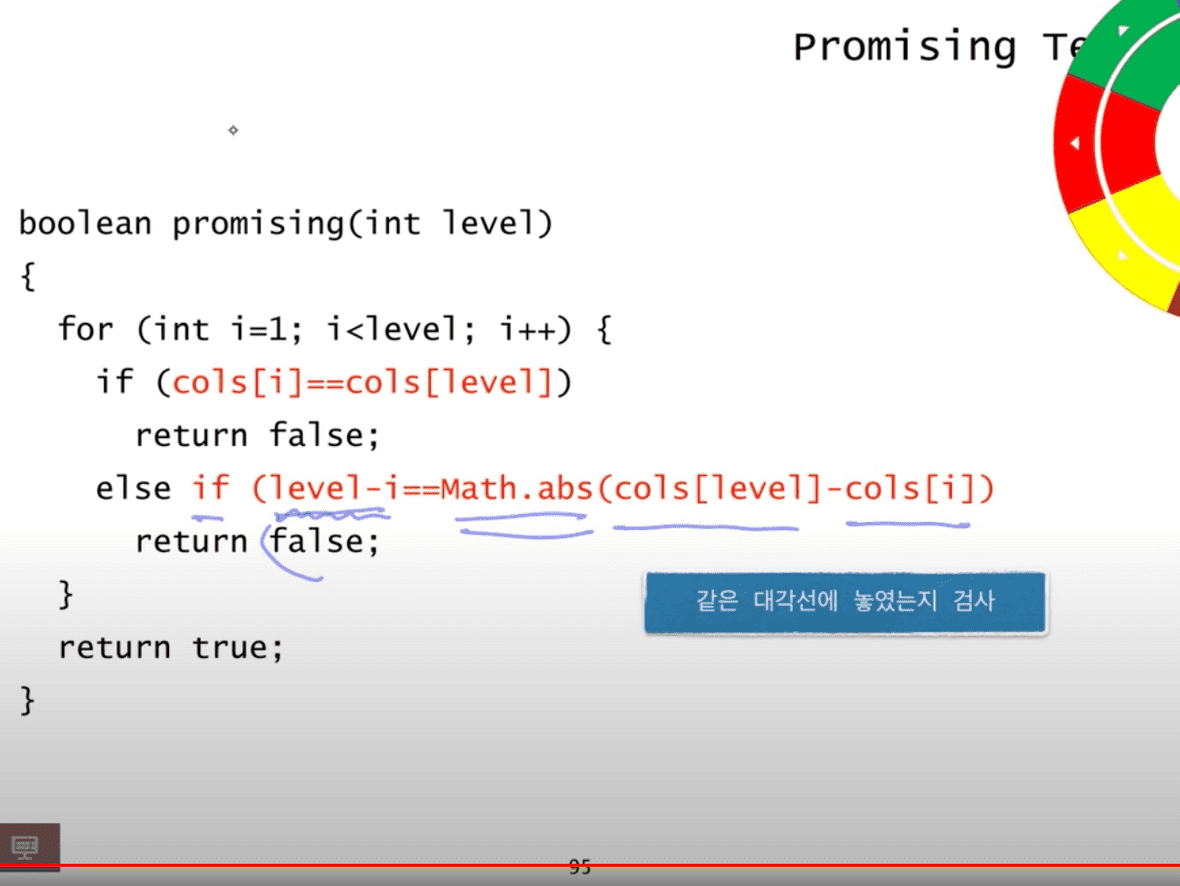 Promising
boolean promising(int level)
{
for (int i=1; i<level; i++) {
if (cols[i]==cols[level])
return false;
else if (level-i==Math.abs(cols[level]-cols[i])
return false;
}
같은 대각선에 놓였는지 검사
return true;
}
95